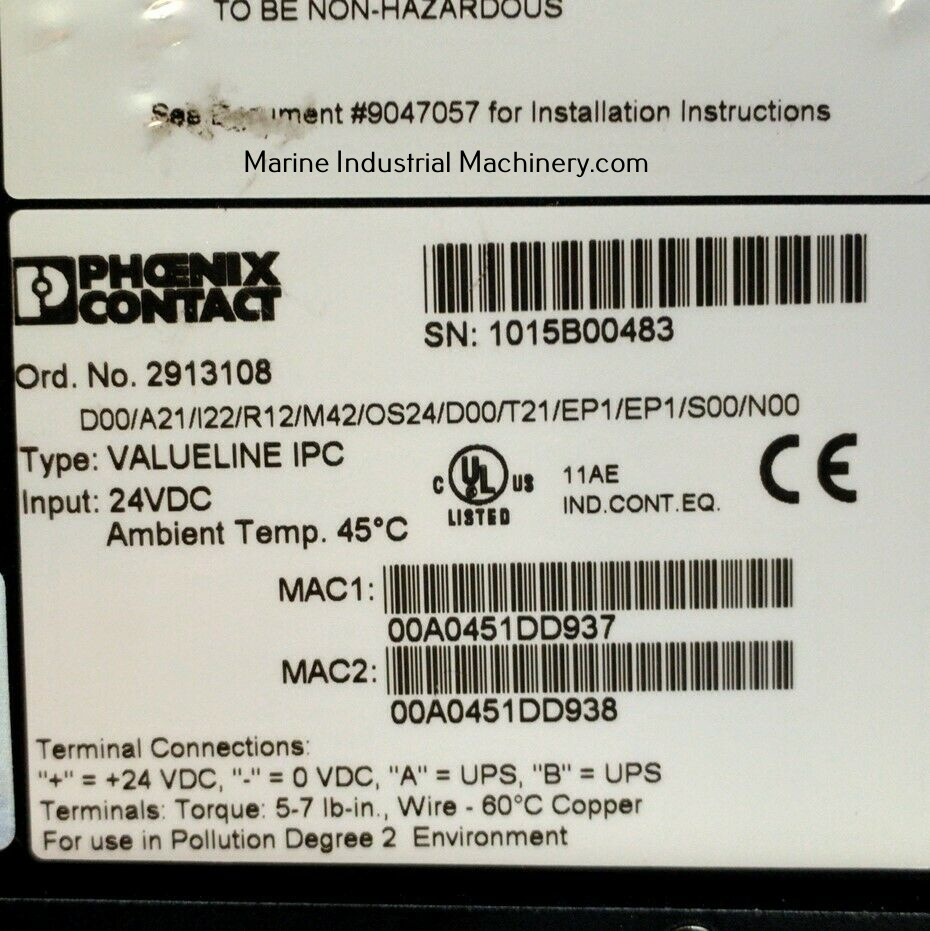 TO BE NON-HAZARDOUS
See Document #9047057 for Installation Instructions
Marine Industrial Machinery.com
PHŒNIX
CONTACT
SN: 1015B00483
Ord. No. 2913108
D00/A21/I22/R12/M42/OS24/D00/T21/EP1/EP1/S00/N00
Type: VALUELINE IPC
Input: 24VDC
Ambient Temp. 45°C
C UL US
LISTED
11AE
IND.CONT.EQ.
CE
MAC1:
00A0451DD937
MAC2:
00A0451DD938
Terminal Connections:
"+" = +24 VDC, "-" = 0 VDC, "A" = UPS, "B" = UPS
Terminals: Torque: 5-7 lb-in., Wire - 60°C Copper
For use in Pollution Degree 2 Environment